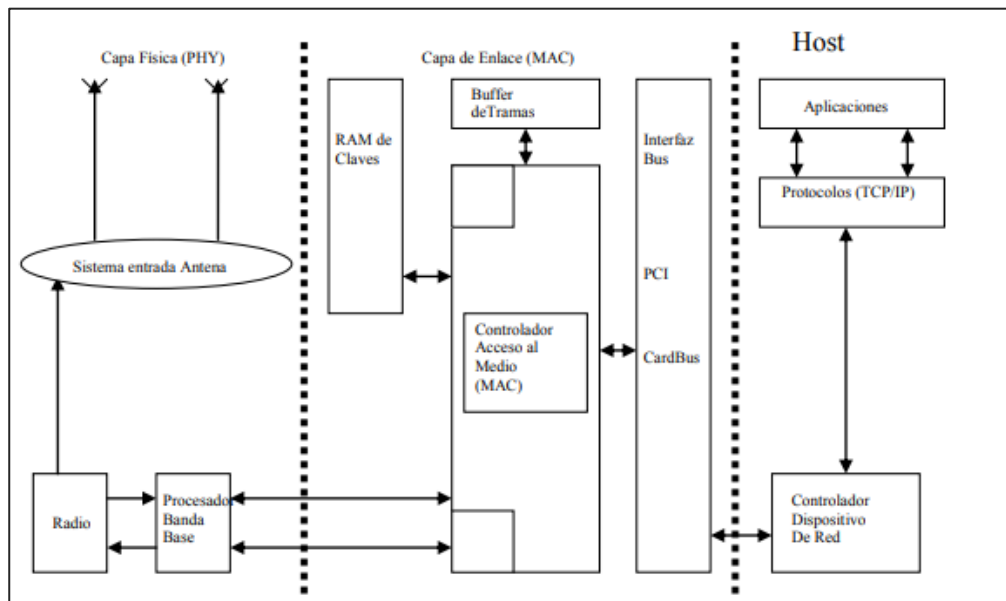 Host
Capa Física (PHY)
Capa de Enlace (MAC)
Buffer
deTramas
Aplicaciones
RAM de
Claves
Interfaz
Bus
Protocolos (TCP/IP)
Sistema entrada Antena
PCI
Controlador
Acceso al
Medio
(MAC)
CardBus
Radio
Procesador
Banda
Base
Controlador
Dispositivo
De Red